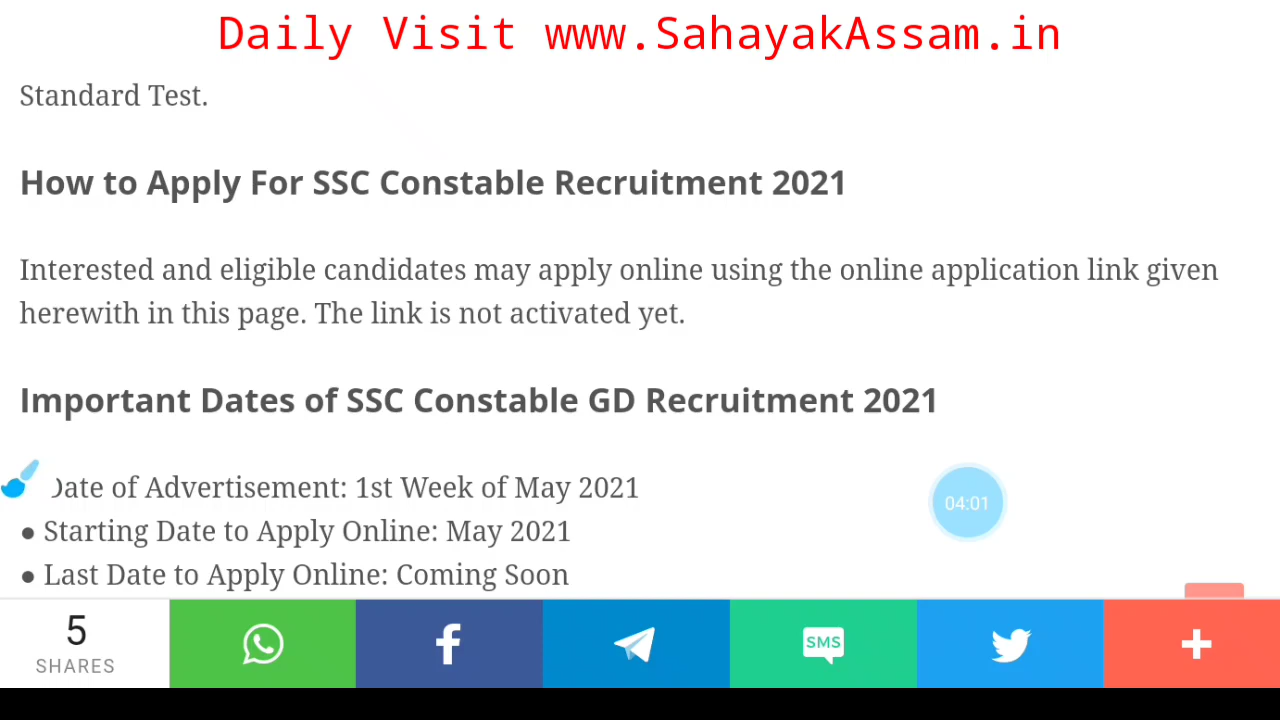 Daily Visit www.SahayakAssam.in
Standard Test.
How to Apply For SSC Constable Recruitment 2021
Interested and eligible candidates may apply online using the online application link given
herewith in this page. The link is not activated yet.
Important Dates of SSC Constable GD Recruitment 2021
Date of Advertisement: 1st Week of May 2021
04:01
● Starting Date to Apply Online: May 2021
● Last Date to Apply Online: Coming Soon
5
SHARES
SMS